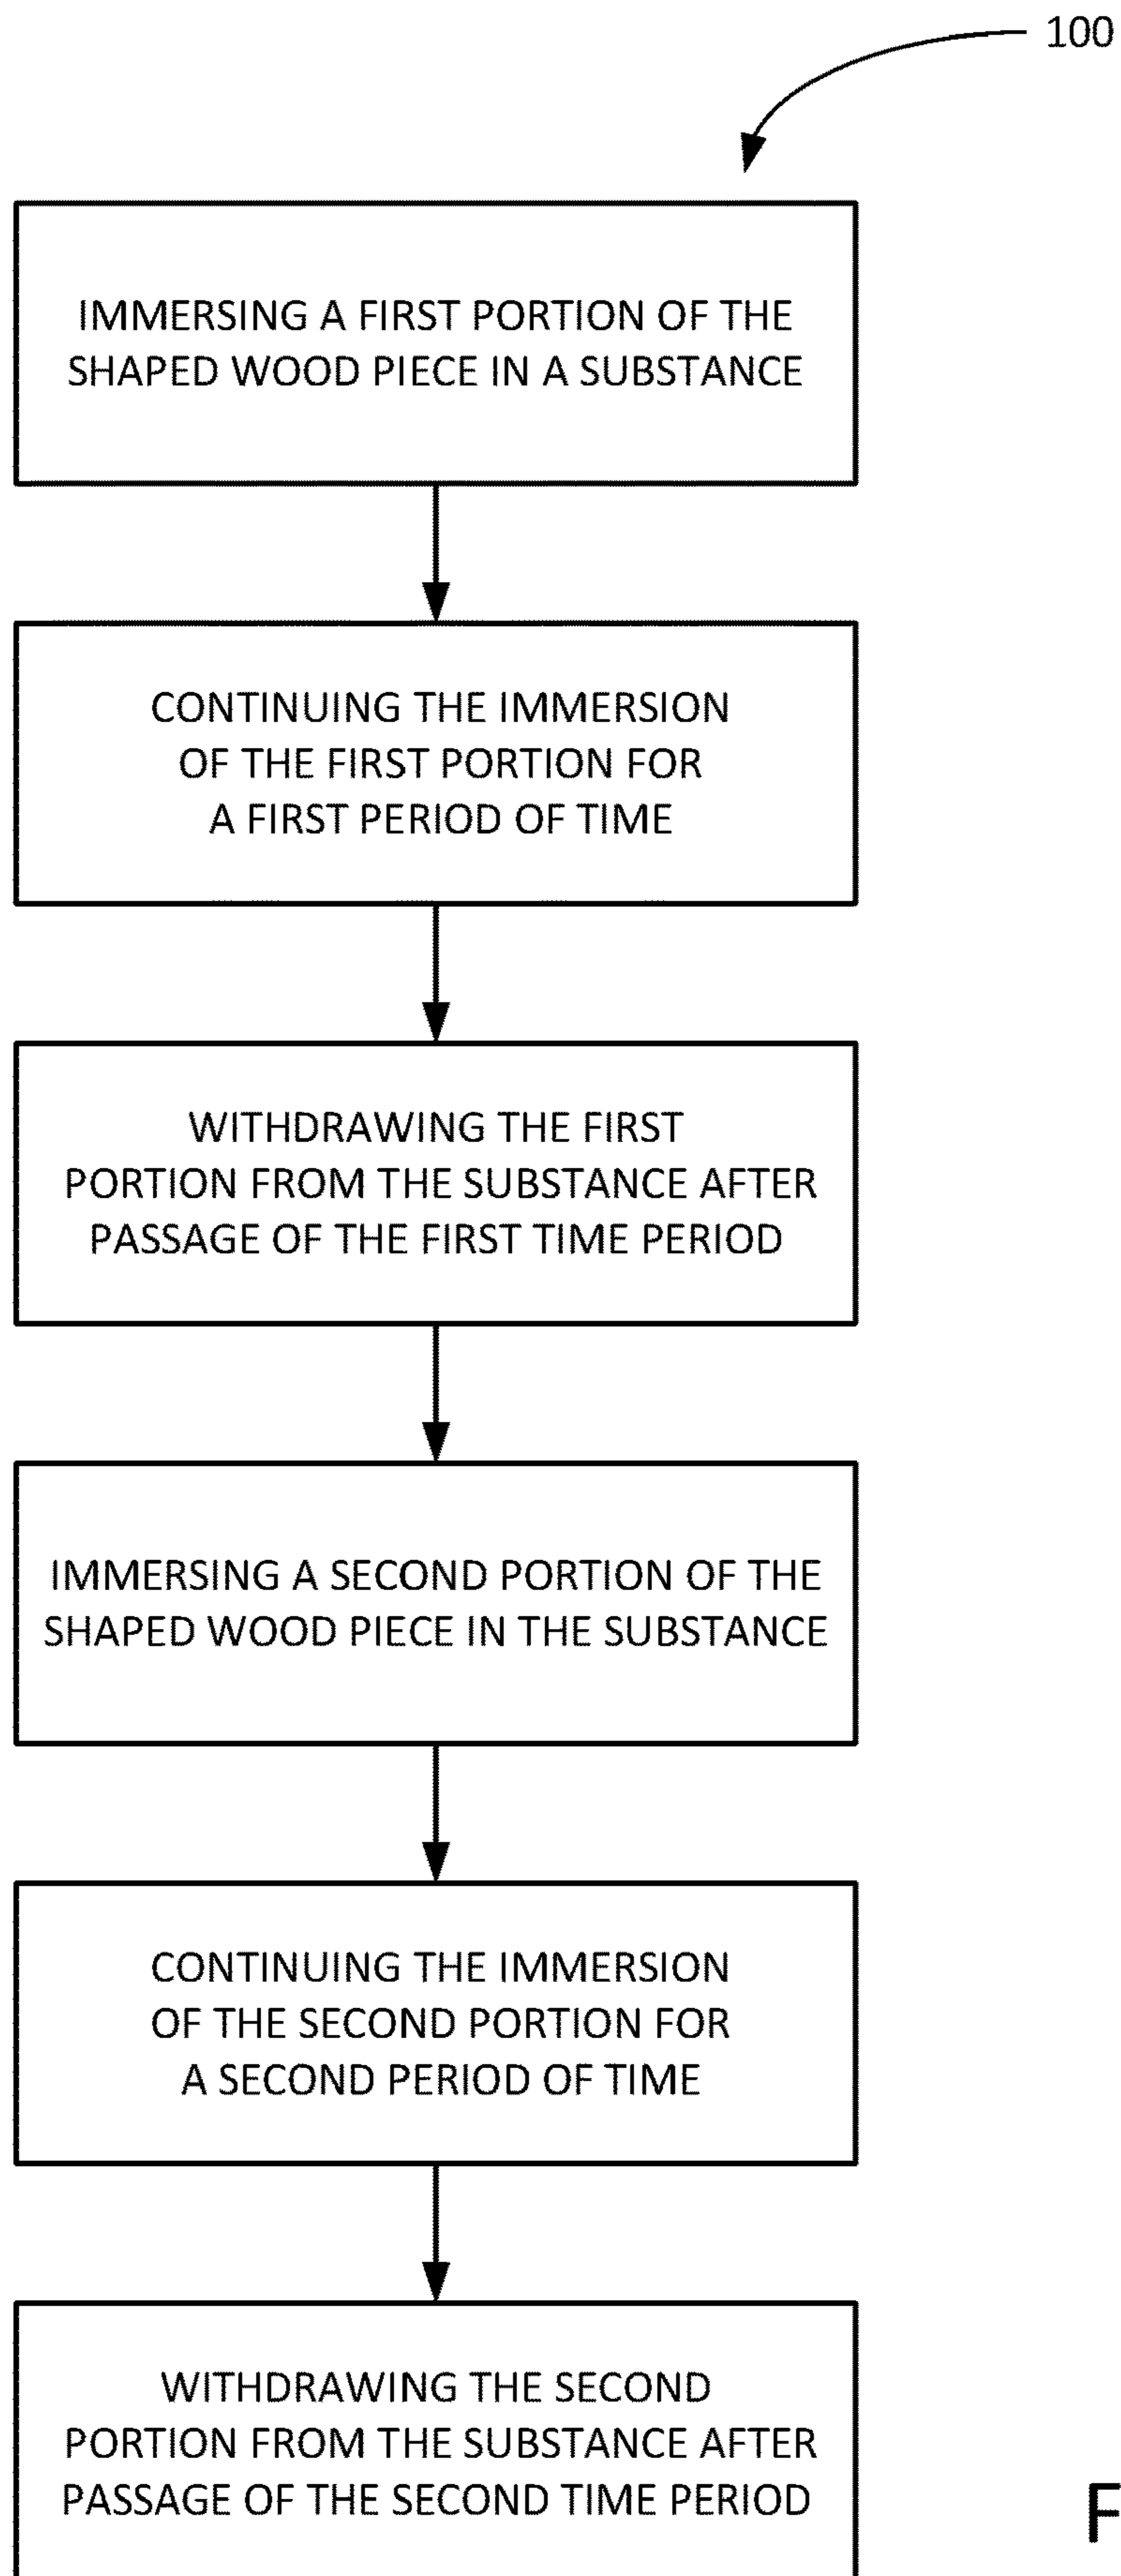 100
IMMERSING A FIRST PORTION OF THE
SHAPED WOOD PIECE IN A SUBSTANCE
CONTINUING THE IMMERSION
OF THE FIRST PORTION FOR
A FIRST PERIOD OF TIME
WITHDRAWING THE FIRST
PORTION FROM THE SUBSTANCE AFTER
PASSAGE OF THE FIRST TIME PERIOD
IMMERSING A SECOND PORTION OF THE
SHAPED WOOD PIECE IN THE SUBSTANCE
CONTINUING THE IMMERSION
OF THE SECOND PORTION FOR
A SECOND PERIOD OF TIME
WITHDRAWING THE SECOND
PORTION FROM THE SUBSTANCE AFTER
PASSAGE OF THE SECOND TIME PERIOD
F